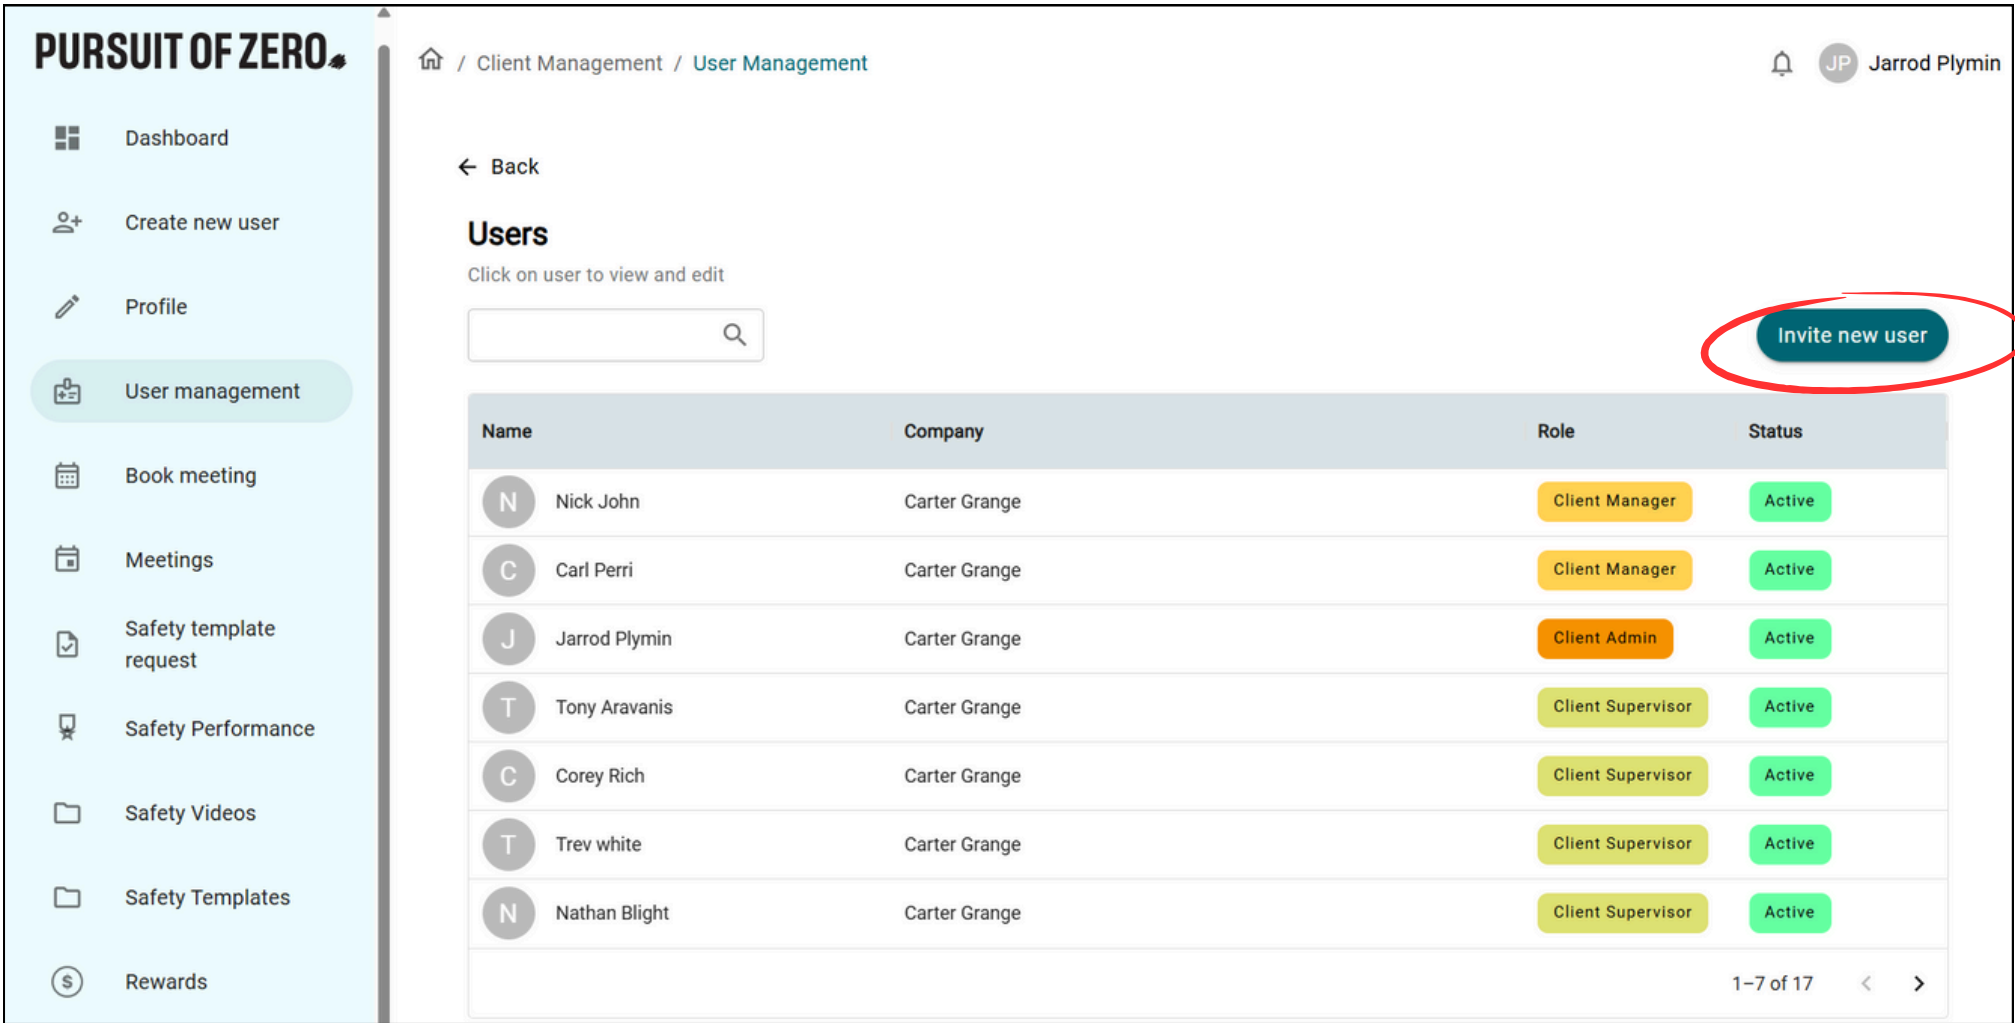 PURSUIT OF ZERO
Dashboard
Create new user
Profile
User management
Book meeting
Meetings
Safety template
request
Safety Performance
Safety Videos
Safety Templates
$
Rewards
/ Client Management / User Management
JP Jarrod Plymin
Back
Users
Click on user to view and edit
Invite new user
Name Company Role Status
N Nick John Carter Grange Client Manager Active
C Carl Perri Carter Grange Client Manager Active
J Jarrod Plymin Carter Grange Client Admin Active
T Tony Aravanis Carter Grange Client Supervisor Active
C Corey Rich Carter Grange Client Supervisor Active
T Trev white Carter Grange Client Supervisor Active
N Nathan Blight Carter Grange Client Supervisor Active
1–7 of 17